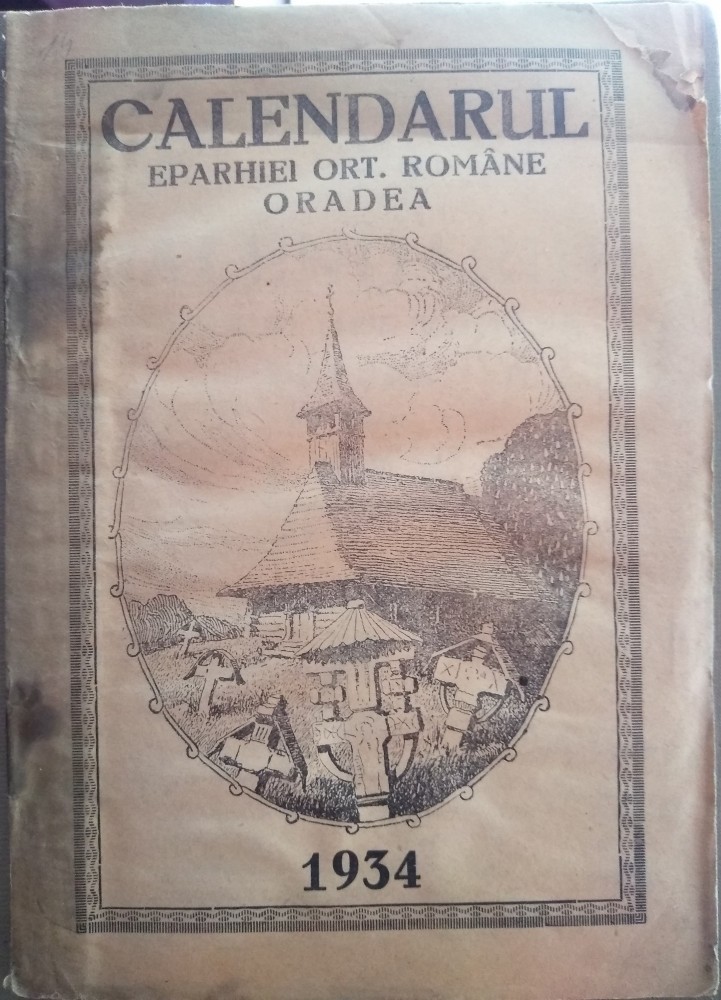 CALENDARUL
EPARHIEI ORT. ROMÂNE
ORADEA
1934